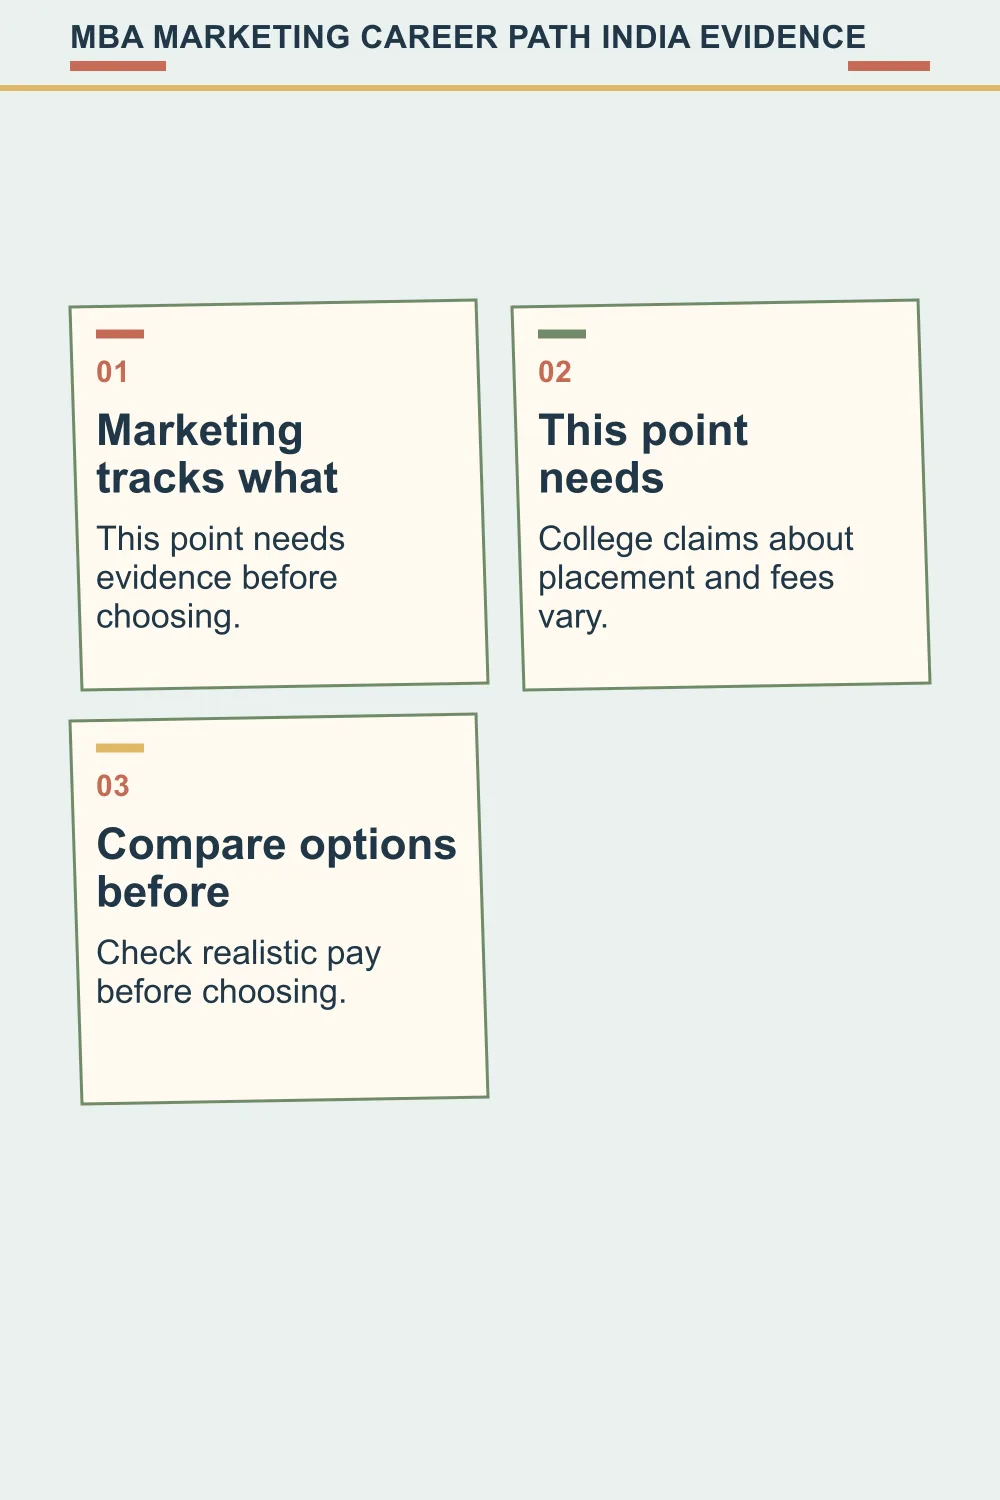 MBA MARKETING CAREER PATH INDIA EVIDENCE
01
Marketing
tracks what
This point needs
evidence before
choosing.
02
This point
needs
College claims about
placement and fees
vary.
03
Compare options
before
Check realistic pay
before choosing.